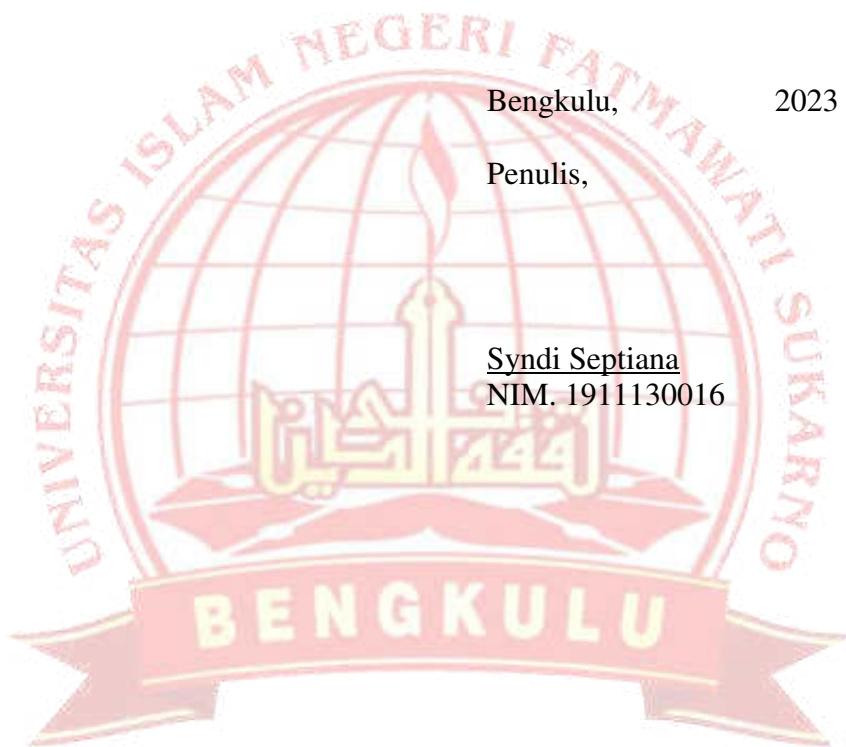 UNIVERSITAS ISLAM NEGERI FATMAWATI SUKARNO
Bengkulu, 2023
Penulis,
Syndi Septiana
NIM. 1911130016
BENGKULU